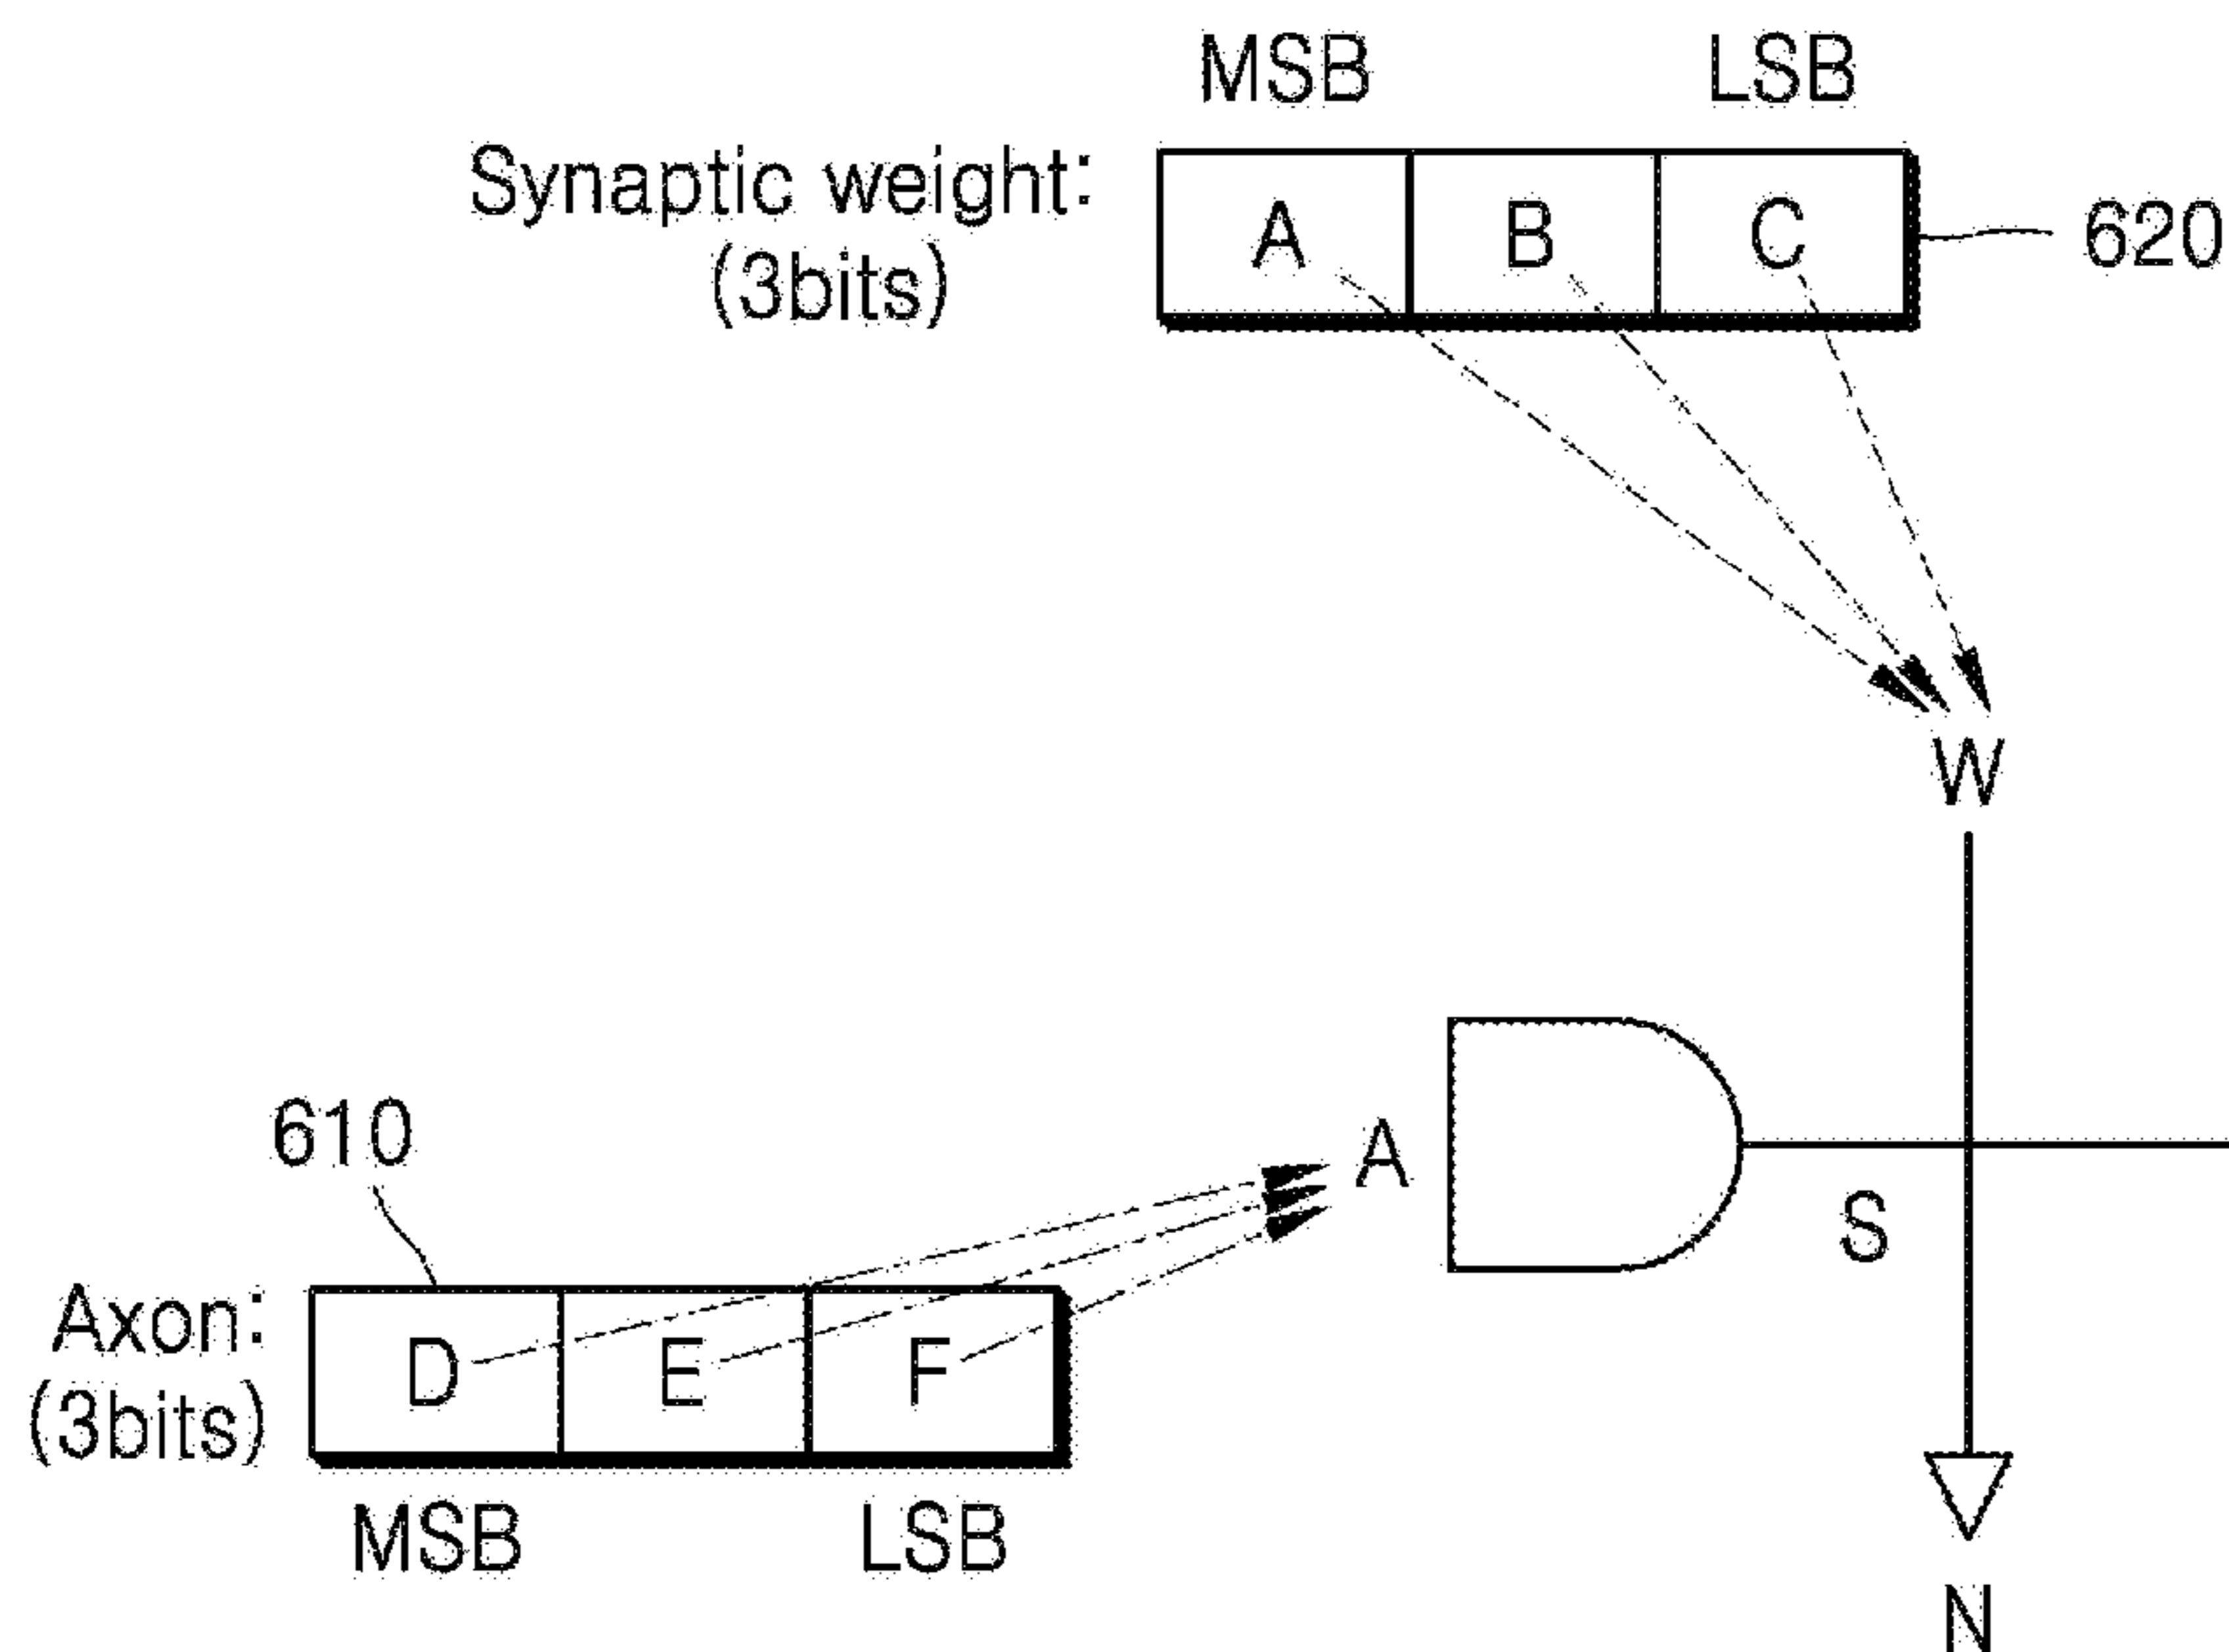 MSB LSB
Synaptic weight:
(3bits)
A B C
620
W
610
A
S
Axon:
(3bits)
D E F
MSB LSB
N